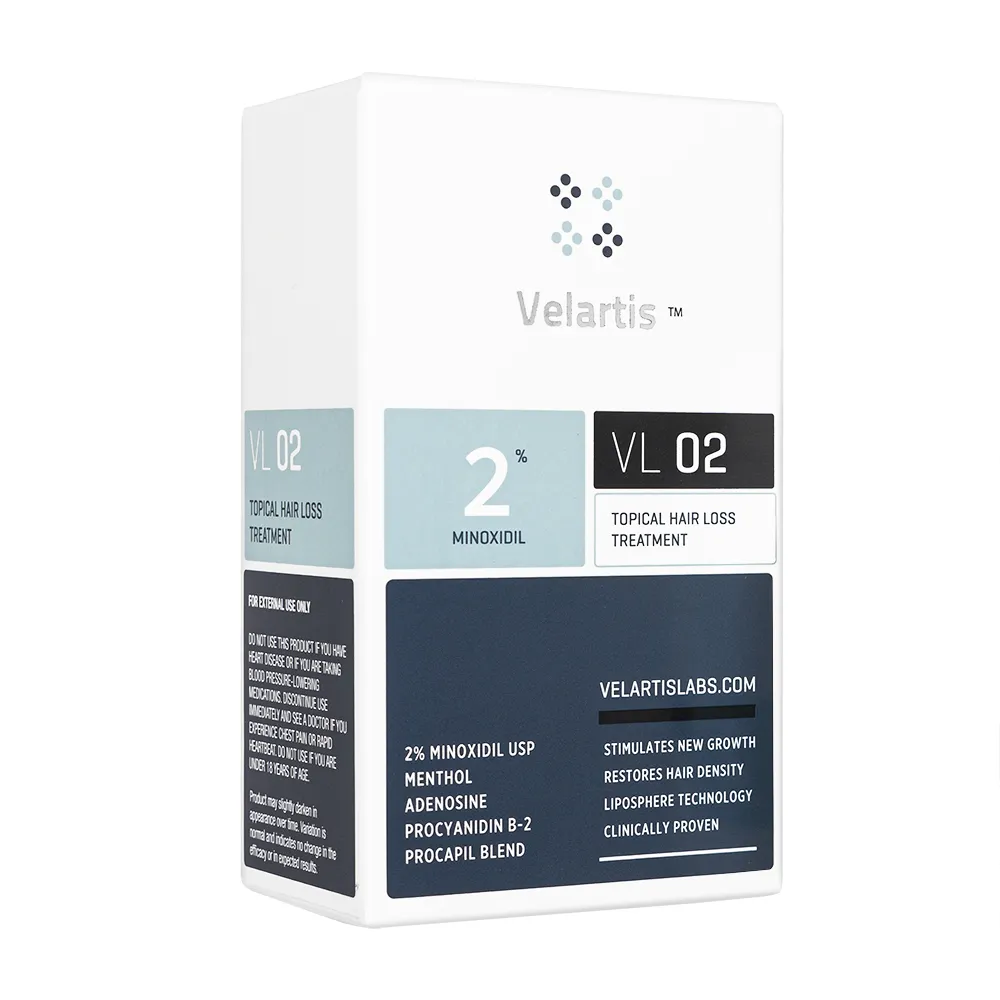 Velartis ™
2 %
MINOXIDIL
VL 02
TOPICAL HAIR LOSS
TREATMENT
VELARTISLABS.COM
2% MINOXIDIL USP
MENTHOL
ADENOSINE
PROCYANIDIN B-2
PROCAPIL BLEND
STIMULATES NEW GROWTH
RESTORES HAIR DENSITY
LIPOSPHERE TECHNOLOGY
CLINICALLY PROVEN
VL 02
TOPICAL HAIR LOSS
TREATMENT
FOR EXTERNAL USE ONLY
DO NOT USE THIS PRODUCT IF YOU HAVE
HEART DISEASE OR IF YOU ARE TAKING
BLOOD PRESSURE-LOWERING
MEDICATIONS. DISCONTINUE USE
IMMEDIATELY AND SEE A DOCTOR IF YOU
EXPERIENCE CHEST PAIN OR RAPID
HEARTBEAT. DO NOT USE IF YOU ARE
UNDER 18 YEARS OF AGE.
Product may slightly darken in
appearance over time. Variation is
normal and indicates no change in the
efficacy or in expected results.